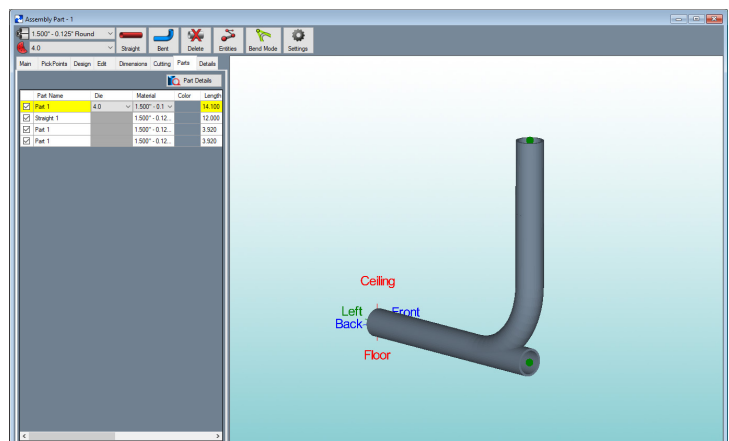 Assembly Part - 1
1.500" - 0.125" Round
4.0
Straight Bent Delete Entities Bend Mode Settings
Main PickPoints Design Edit Dimensions Cutting Parts Details
Part Details
Part Name Die Material Color Length
Part 1 4.0 1.500" - 0.1 14.100
Straight 1 1.500" - 0.12... 12.000
Part 1 1.500" - 0.12... 3.920
Part 1 1.500" - 0.12... 3.920
Ceiling
Left Front
Back
Floor